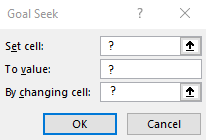 Goal Seek ? ×
Set cell: ?
To value: ?
By changing cell: ?
OK Cancel